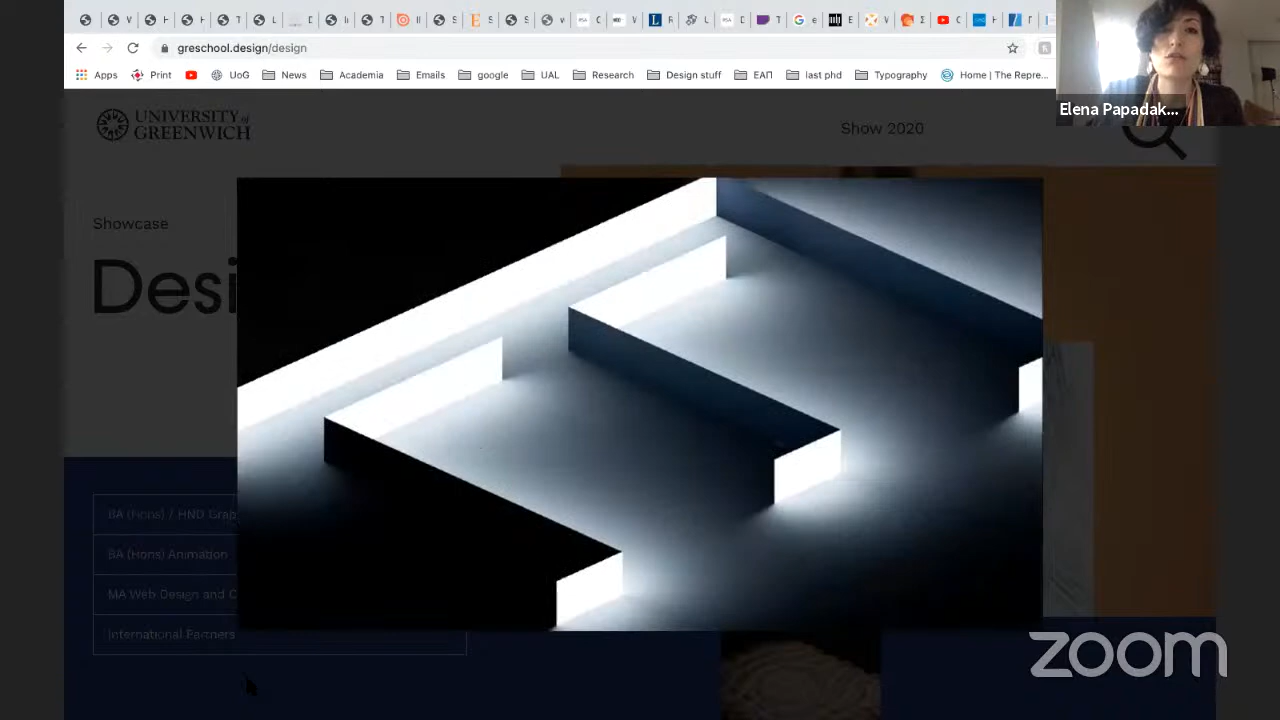 greschool.design/design
Apps Print UoG News Academia Emails google UAL Research Design stuff ЕАП last phd Typography Home | The Repre...
Elena Papadak...
UNIVERSITY of
GREENWICH
Show 2020
Showcase
Desi
BA (Hons) / HND Grap
BA (Hons) Animation
MA Web Design and C
International Partners
zoom